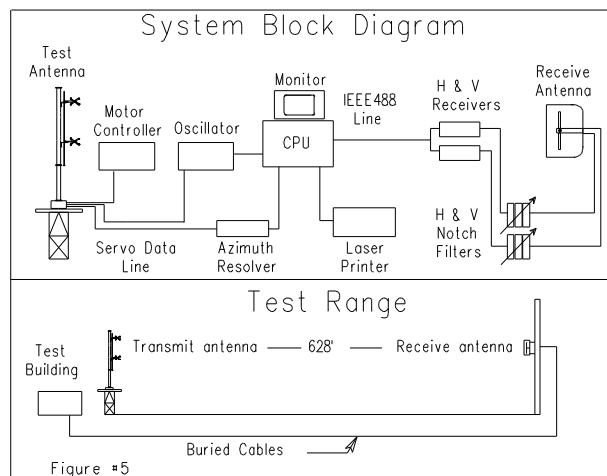 System Block Diagram
Test
Antenna
Motor
Controller
Oscillator
Monitor
CPU
IEEE488
Line
H & V
Receivers
Receive
Antenna
Servo Data
Line
Azimuth
Resolver
Laser
Printer
H & V
Notch
Filters
Test Range
Test
Building
Transmit antenna
628'
Receive antenna
Buried Cables
Figure #5